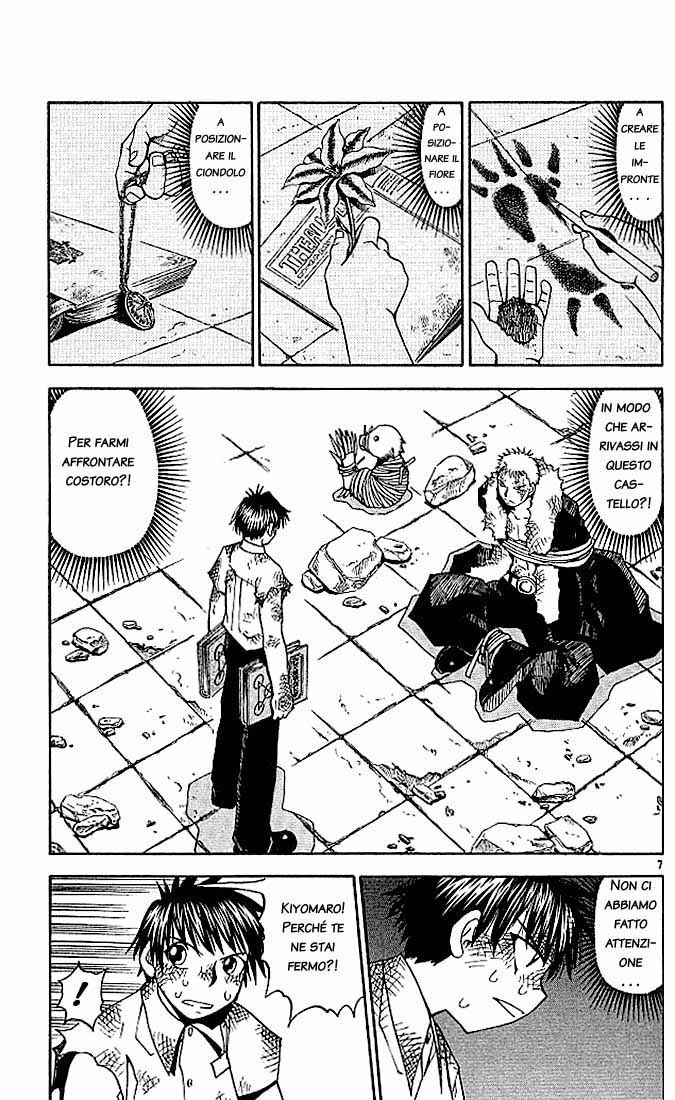 A
CREARE
LE
IM-
PRONTE
...
A
PO-
SIZIO-
NARE IL
FIORE
...
THEATE
A
POSIZION-
ARE IL
CIONDOLO
...
IN MODO
CHE AR-
RIVASSI IN
QUESTO
CAS-
TELLO?!
PER FARMI
AFFRONTARE
COSTORO?!
7
NON CI
ABBIAMO
FATTO
ATTENZI-
ONE
...
KIYOMARO!
PERCHÉ TE
NE STAI
FERMO?!
!